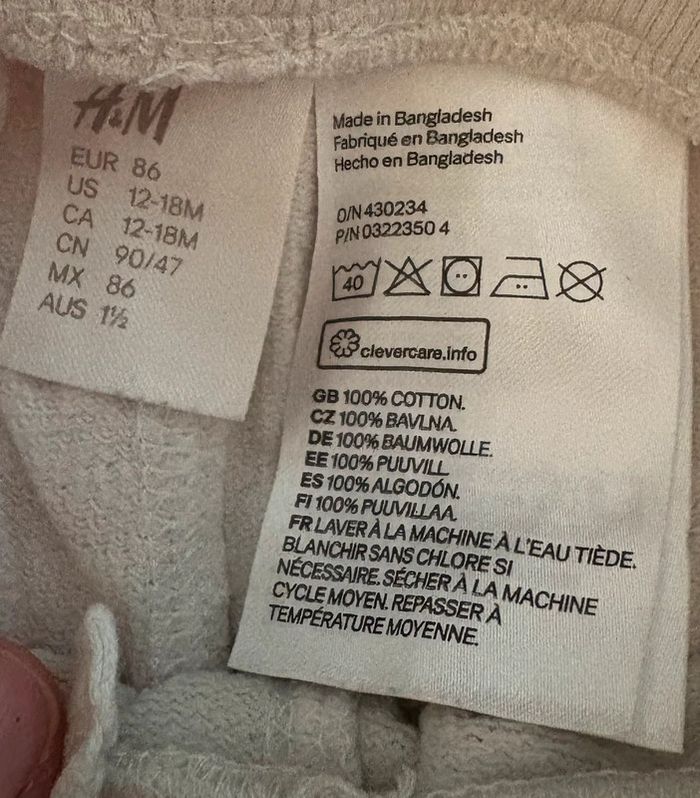 H&M
EUR 86
US 12-18M
CA 12-18M
CN 90/47
MX 86
AUS 1½
Made in Bangladesh
Fabriqué en Bangladesh
Hecho en Bangladesh
O/N 430234
P/N 0322350 4
40
clevercare.info
GB 100% COTTON.
CZ 100% BAVLNA.
DE 100% BAUMWOLLE.
EE 100% PUUVILL.
ES 100% ALGODÓN.
FI 100% PUUVILLAA.
FR LAVER À LA MACHINE À L'EAU TIÈDE.
BLANCHIR SANS CHLORE SI
NÉCESSAIRE. SÉCHER À LA MACHINE
CYCLE MOYEN. REPASSER À
TEMPÉRATURE MOYENNE.